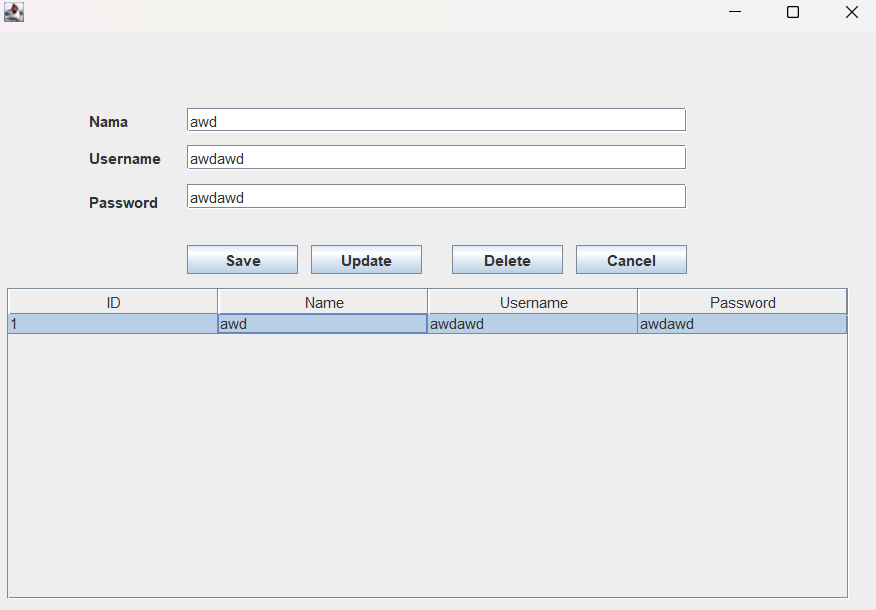 Nama awd
Username awdawd
Password awdawd
Save Update Delete Cancel
ID Name Username Password
1 awd awdawd awdawd